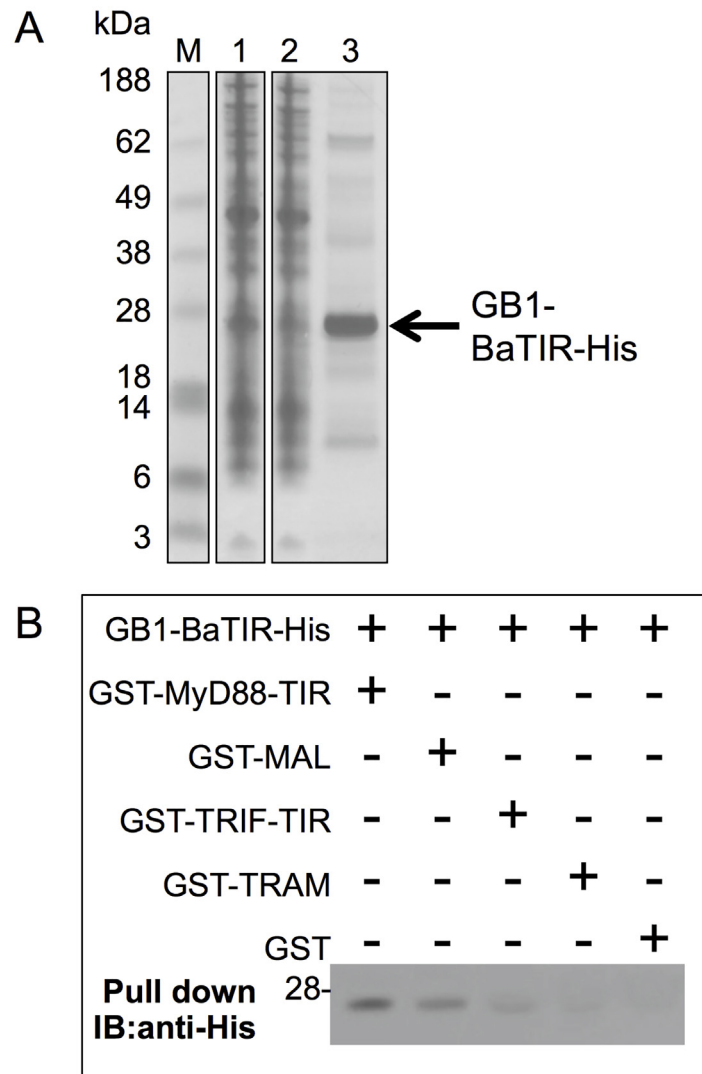 A
kDa
M 1 2 3
188
62
49
38
28
18
14
6
3
GB1-
BaTIR-His
B
GB1-BaTIR-His + + + + +
GST-MyD88-TIR + - - - -
GST-MAL - + - - -
GST-TRIF-TIR - - + - -
GST-TRAM - - - + -
GST - - - - +
28-
Pull down
IB:anti-His